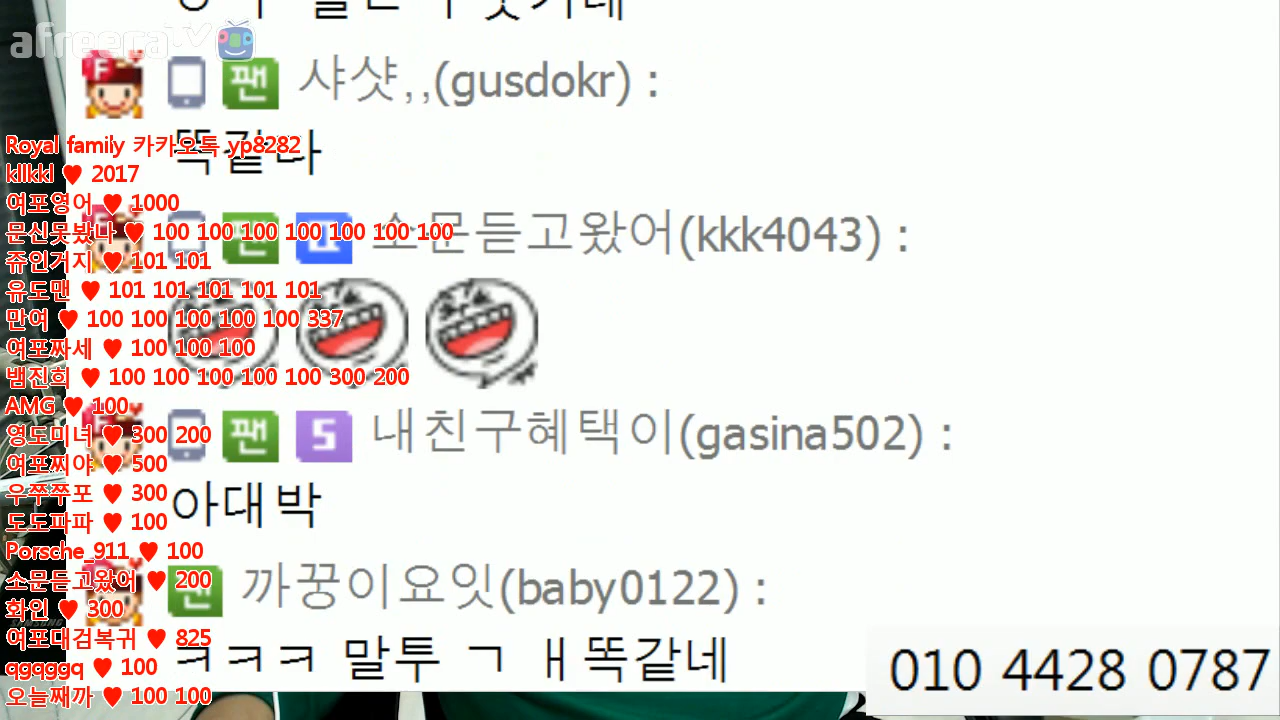 afreecaTV
팬 샤샷,,(gusdokr) :
똑같다
팬 소문듣고왔어(kkk4043) :
팬 S 내친구혜택이(gasina502) :
아대박
팬 까꿍이요잇(baby0122) :
ㅋㅋㅋ 말투 ㄱ ㅐ똑같네
010 4428 0787
Royal family 카카오톡 yp8282
kllkkl ♥ 2017
여포영어 ♥ 1000
문신못봤나 ♥ 100 100 100 100 100 100 100
쥬인거지 ♥ 101 101
유도맨 ♥ 101 101 101 101 101
만여 ♥ 100 100 100 100 100 337
여포짜세 ♥ 100 100 100
뱀진희 ♥ 100 100 100 100 100 300 200
AMG ♥ 100
영도미녀 ♥ 300 200
여포찌야 ♥ 500
우쭈쭈포 ♥ 300
도도파파 ♥ 100
Porsche_911 ♥ 100
소문듣고왔어 ♥ 200
화인 ♥ 300
여포대검복귀 ♥ 825
qgqggq ♥ 100
오늘째까 ♥ 100 100